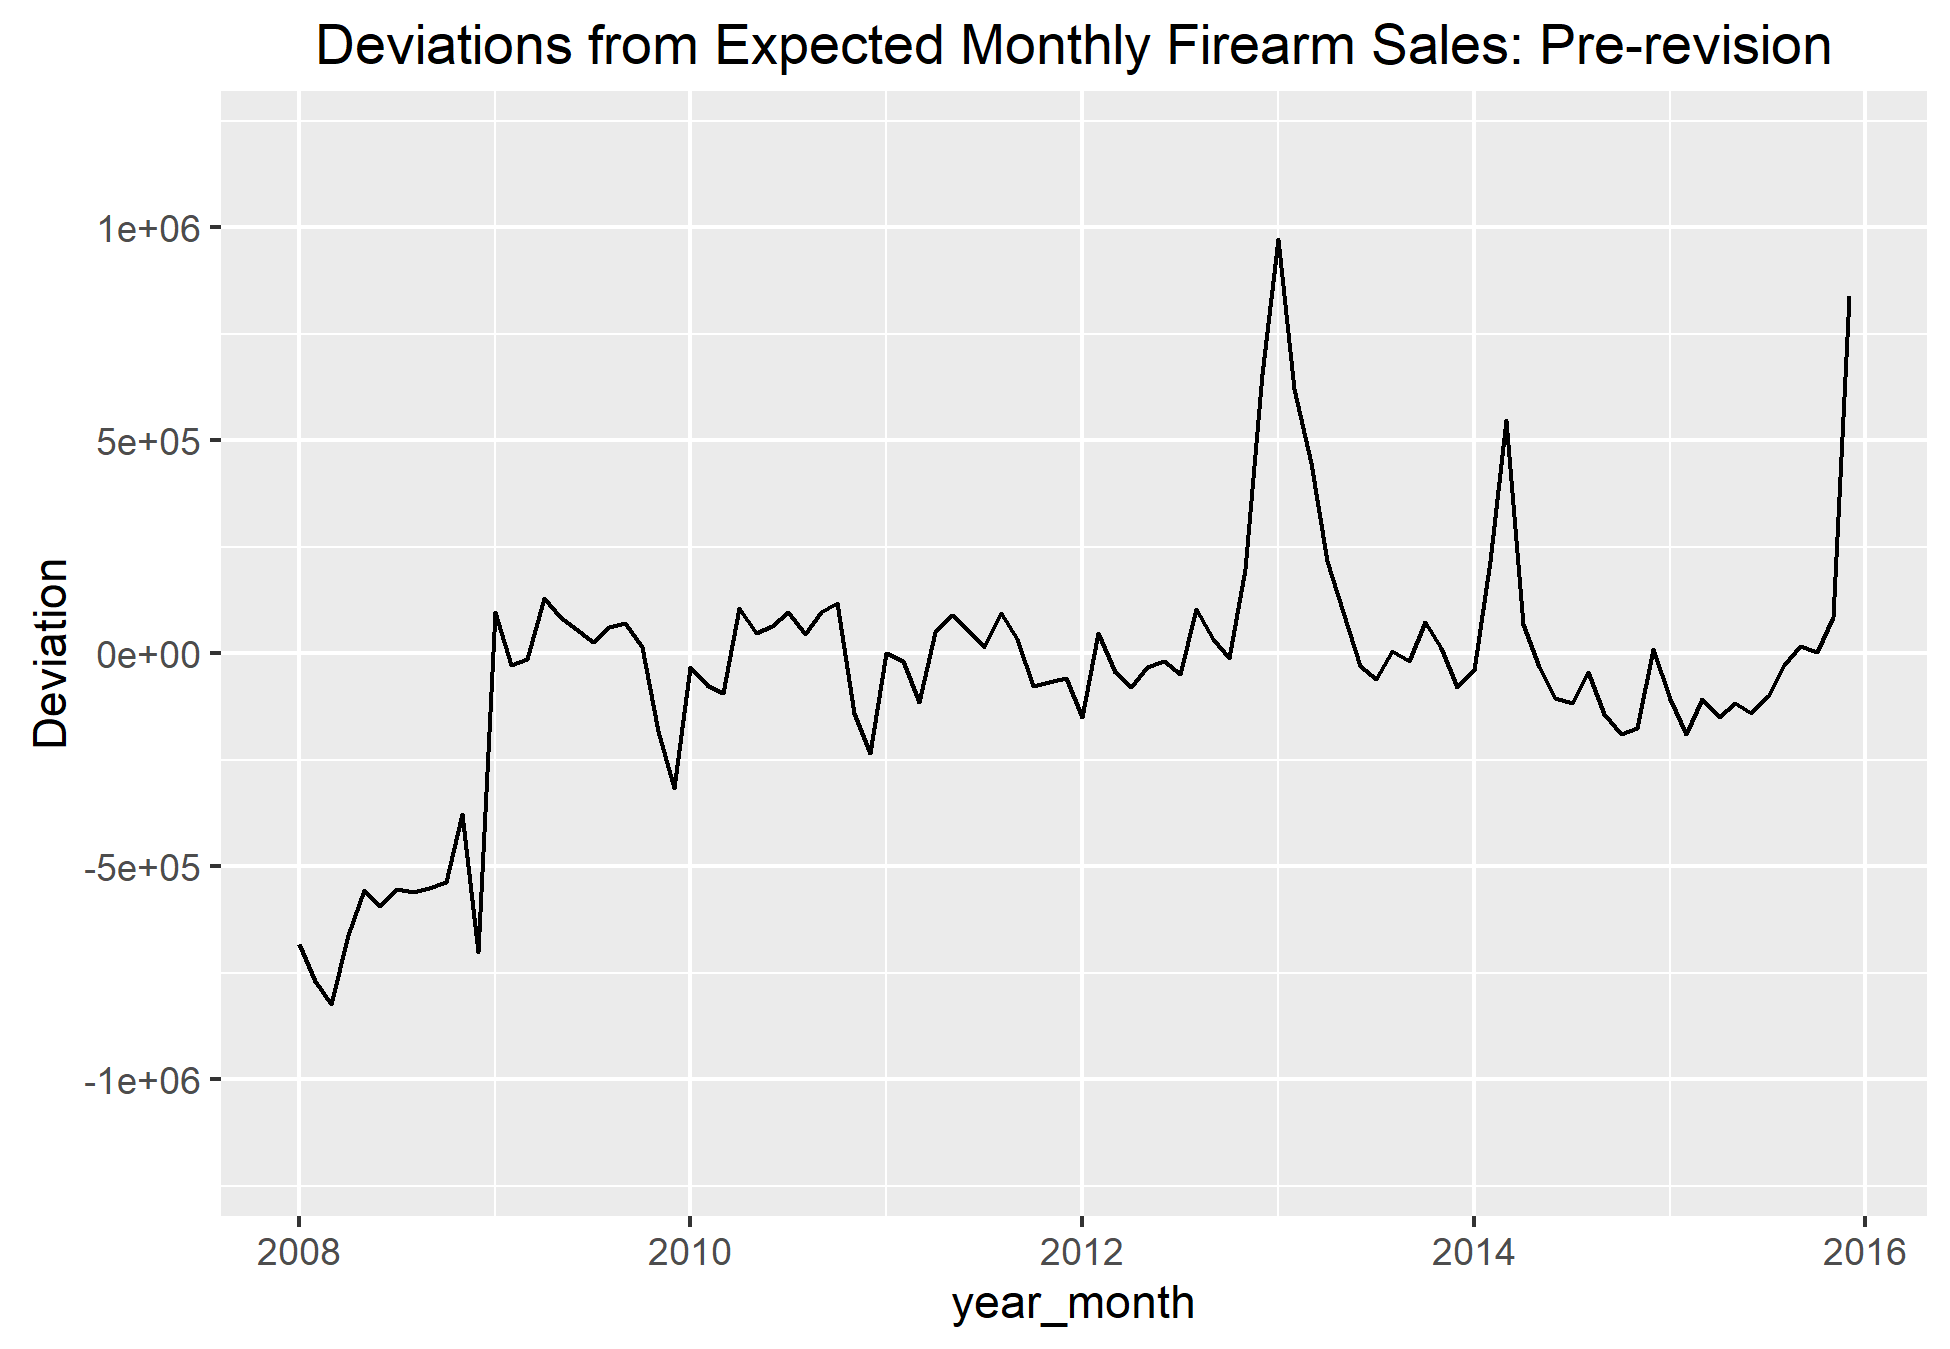 Deviations from Expected Monthly Firearm Sales: Pre-revision
1e+06
5e+05
0e+00
-5e+05
-1e+06
Deviation
2008 2010 2012 2014 2016
year_month